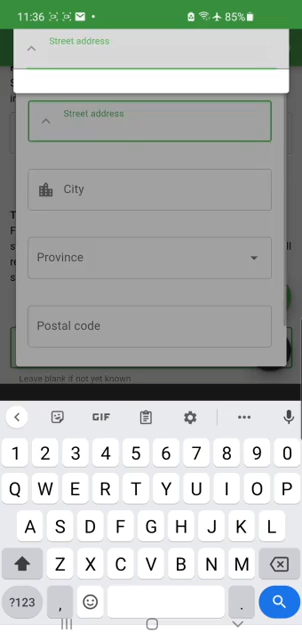 11:36
85%
Street address
Street address
City
Province
Postal code
Leave blank if not yet known
GIF
1 2 3 4 5 6 7 8 9 0
Q W E R T Y U I O P
A S D F G H J K L
Z X C V B N M
?123 , .